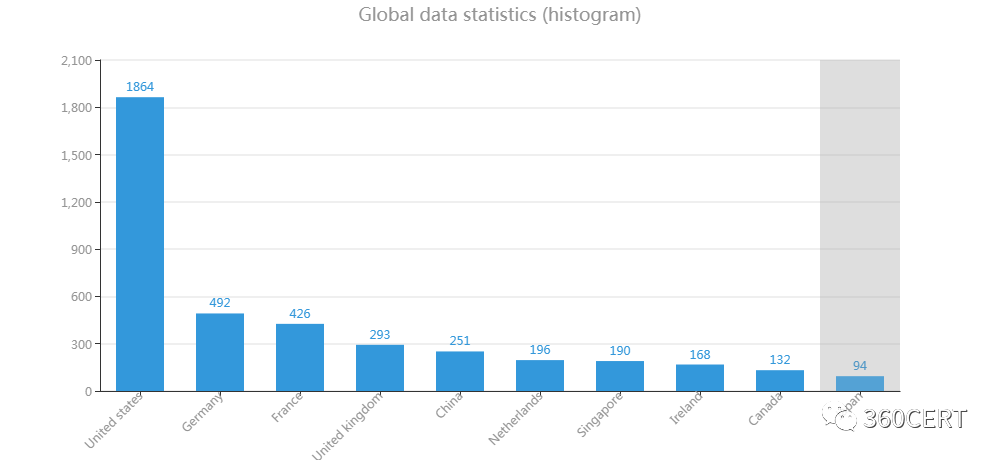 Global data statistics (histogram)
2,100
1,800
1,500
1,200
900
600
300
0
1864
492
426
293
251
196
190
168
132
94
United states
Germany
France
United kingdom
China
Netherlands
Singapore
Ireland
Canada
360CERT